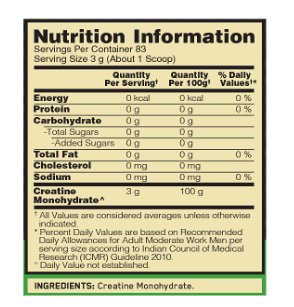 Nutrition Information
Servings Per Container 83
Serving Size 3 g (About 1 Scoop)
Quantity Per Serving† Quantity Per 100g† % Daily Values†*
Energy 0 kcal 0 kcal 0 %
Protein 0 g 0 g 0 %
Carbohydrate 0 g 0 g
-Total Sugars 0 g 0 g
-Added Sugars 0 g 0 g
Total Fat 0 g 0 g 0 %
Cholesterol 0 mg 0 mg
Sodium 0 mg 0 mg 0 %
Creatine 3 g 100 g
Monohydrate^
† All Values are considered averages unless otherwise
indicated.
* Percent Daily Values are based on Recommended
Daily Allowances for Adult Moderate Work Men per
serving size according to Indian Council of Medical
Research (ICMR) Guideline 2010.
^ Daily Value not established.
INGREDIENTS: Creatine Monohydrate.